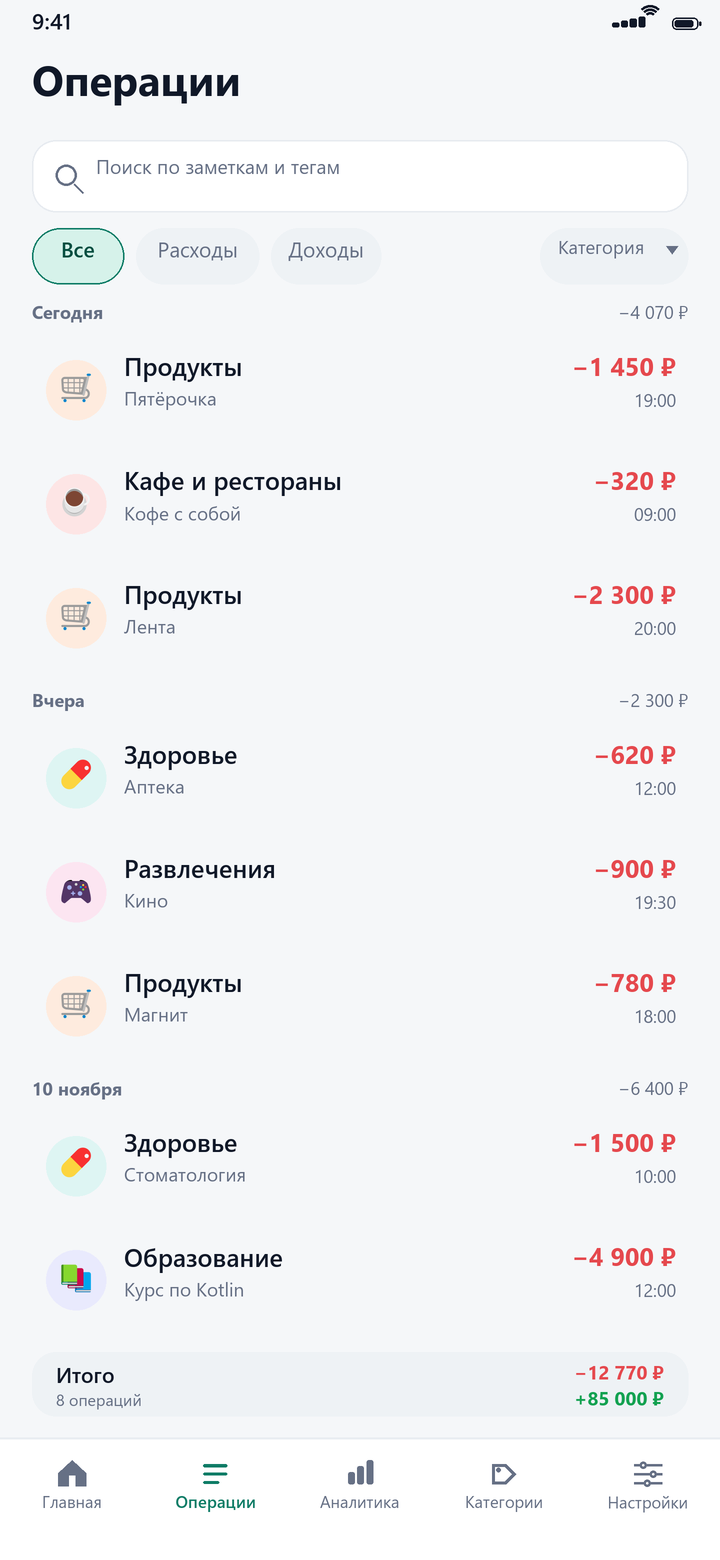 9:41
Операции
Поиск по заметкам и тегам
Все Расходы Доходы Категория
Сегодня −4 070 ₽
Продукты −1 450 ₽
Пятёрочка 19:00
Кафе и рестораны −320 ₽
Кофе с собой 09:00
Продукты −2 300 ₽
Лента 20:00
Вчера −2 300 ₽
Здоровье −620 ₽
Аптека 12:00
Развлечения −900 ₽
Кино 19:30
Продукты −780 ₽
Магнит 18:00
10 ноября −6 400 ₽
Здоровье −1 500 ₽
Стоматология 10:00
Образование −4 900 ₽
Курс по Kotlin 12:00
Итого −12 770 ₽
8 операций +85 000 ₽
Главная Операции Аналитика Категории Настройки